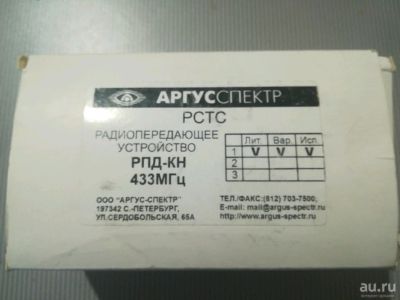 АРГУССПЕКТР
РСТС
РАДИОПЕРЕДАЮЩЕЕ
УСТРОЙСТВО
РПД-КН
433МГц
Лит. Вар. Исп.
1 V V V
2
3
ООО "АРГУС-СПЕКТР"
197342 С.-ПЕТЕРБУРГ,
УЛ.СЕРДОБОЛЬСКАЯ, 65А
ТЕЛ./ФАКС:(812) 703-7500,
E-mail: mail@argus-spectr.ru
http://www.argus-spectr.ru
au.ru